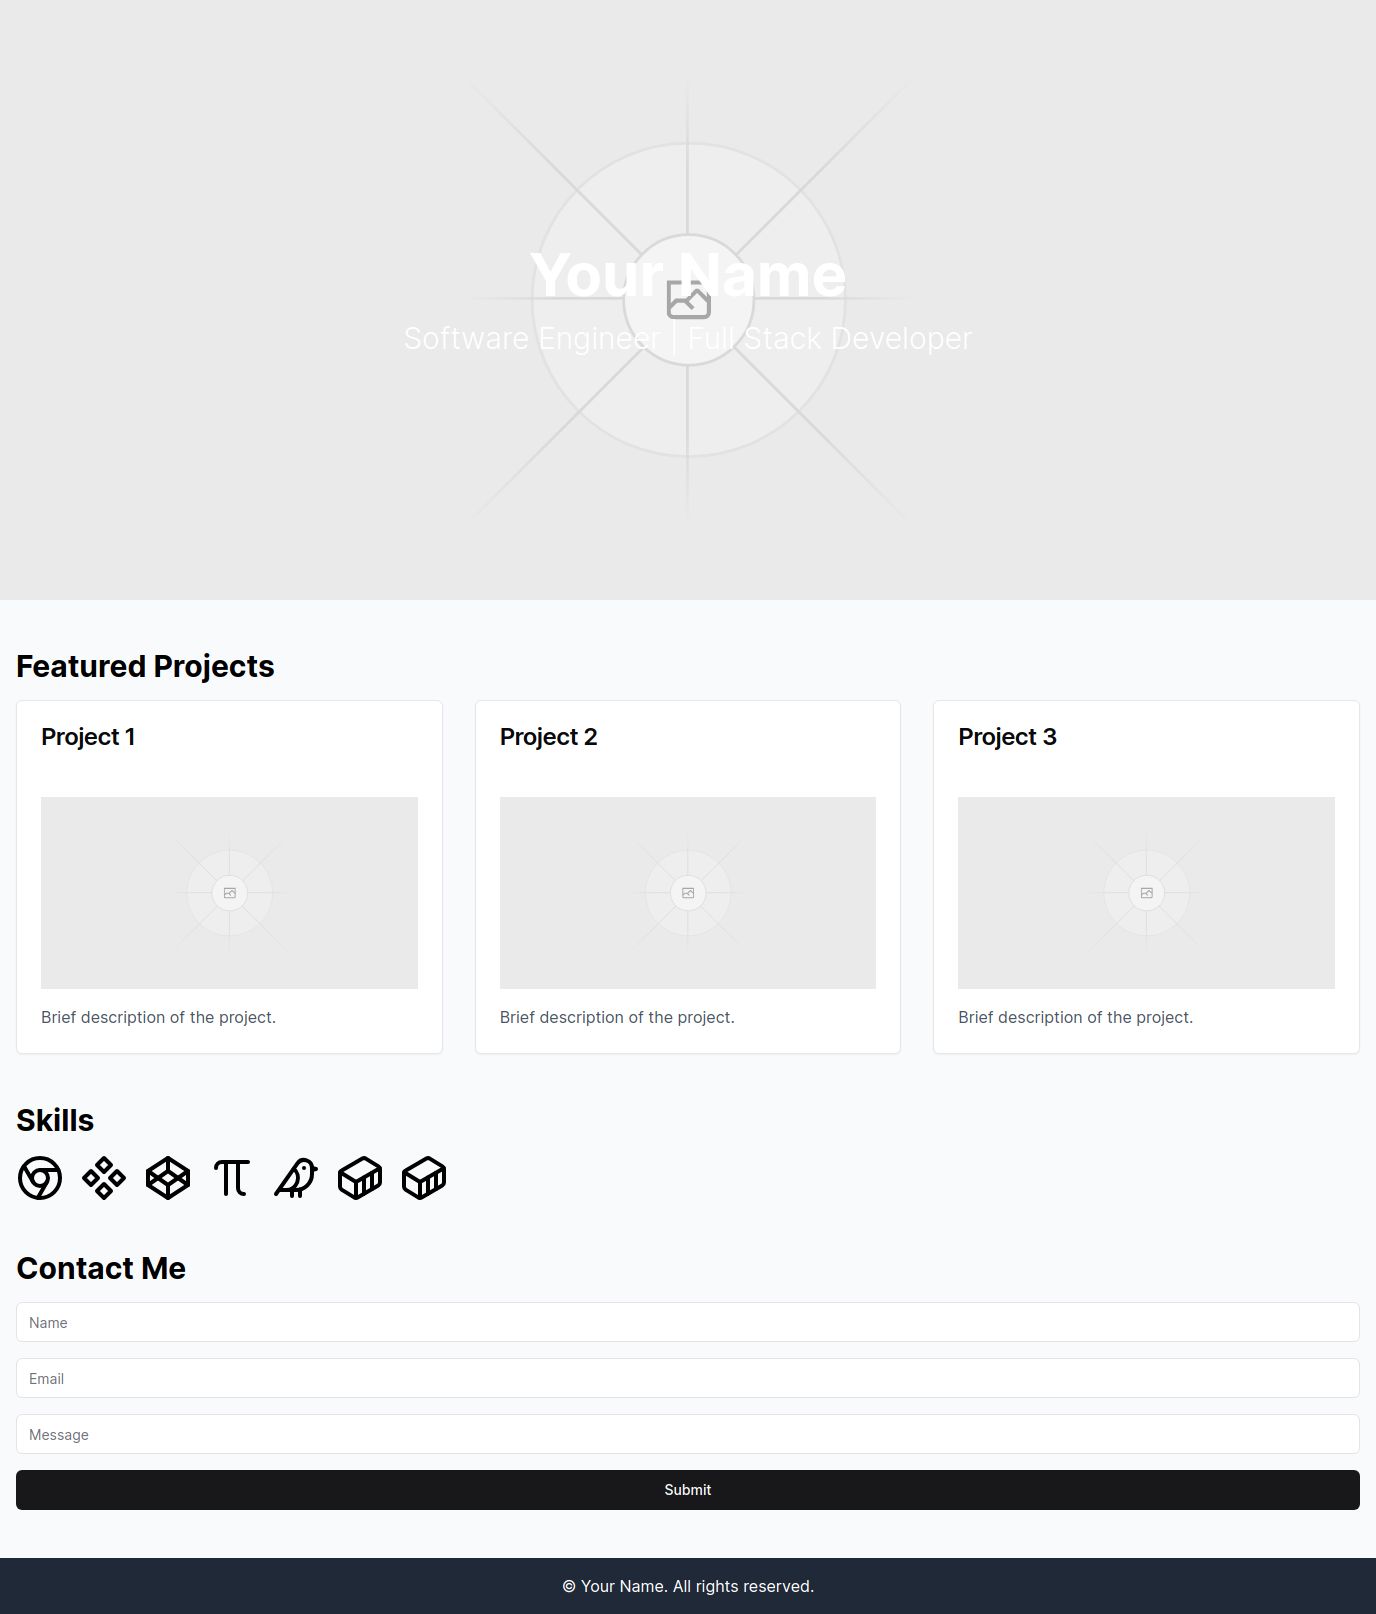 Your Name
Software Engineer | Full Stack Developer
Featured Projects
Project 1
Brief description of the project.
Project 2
Brief description of the project.
Project 3
Brief description of the project.
Skills
Contact Me
Name
Email
Message
Submit
© Your Name. All rights reserved.